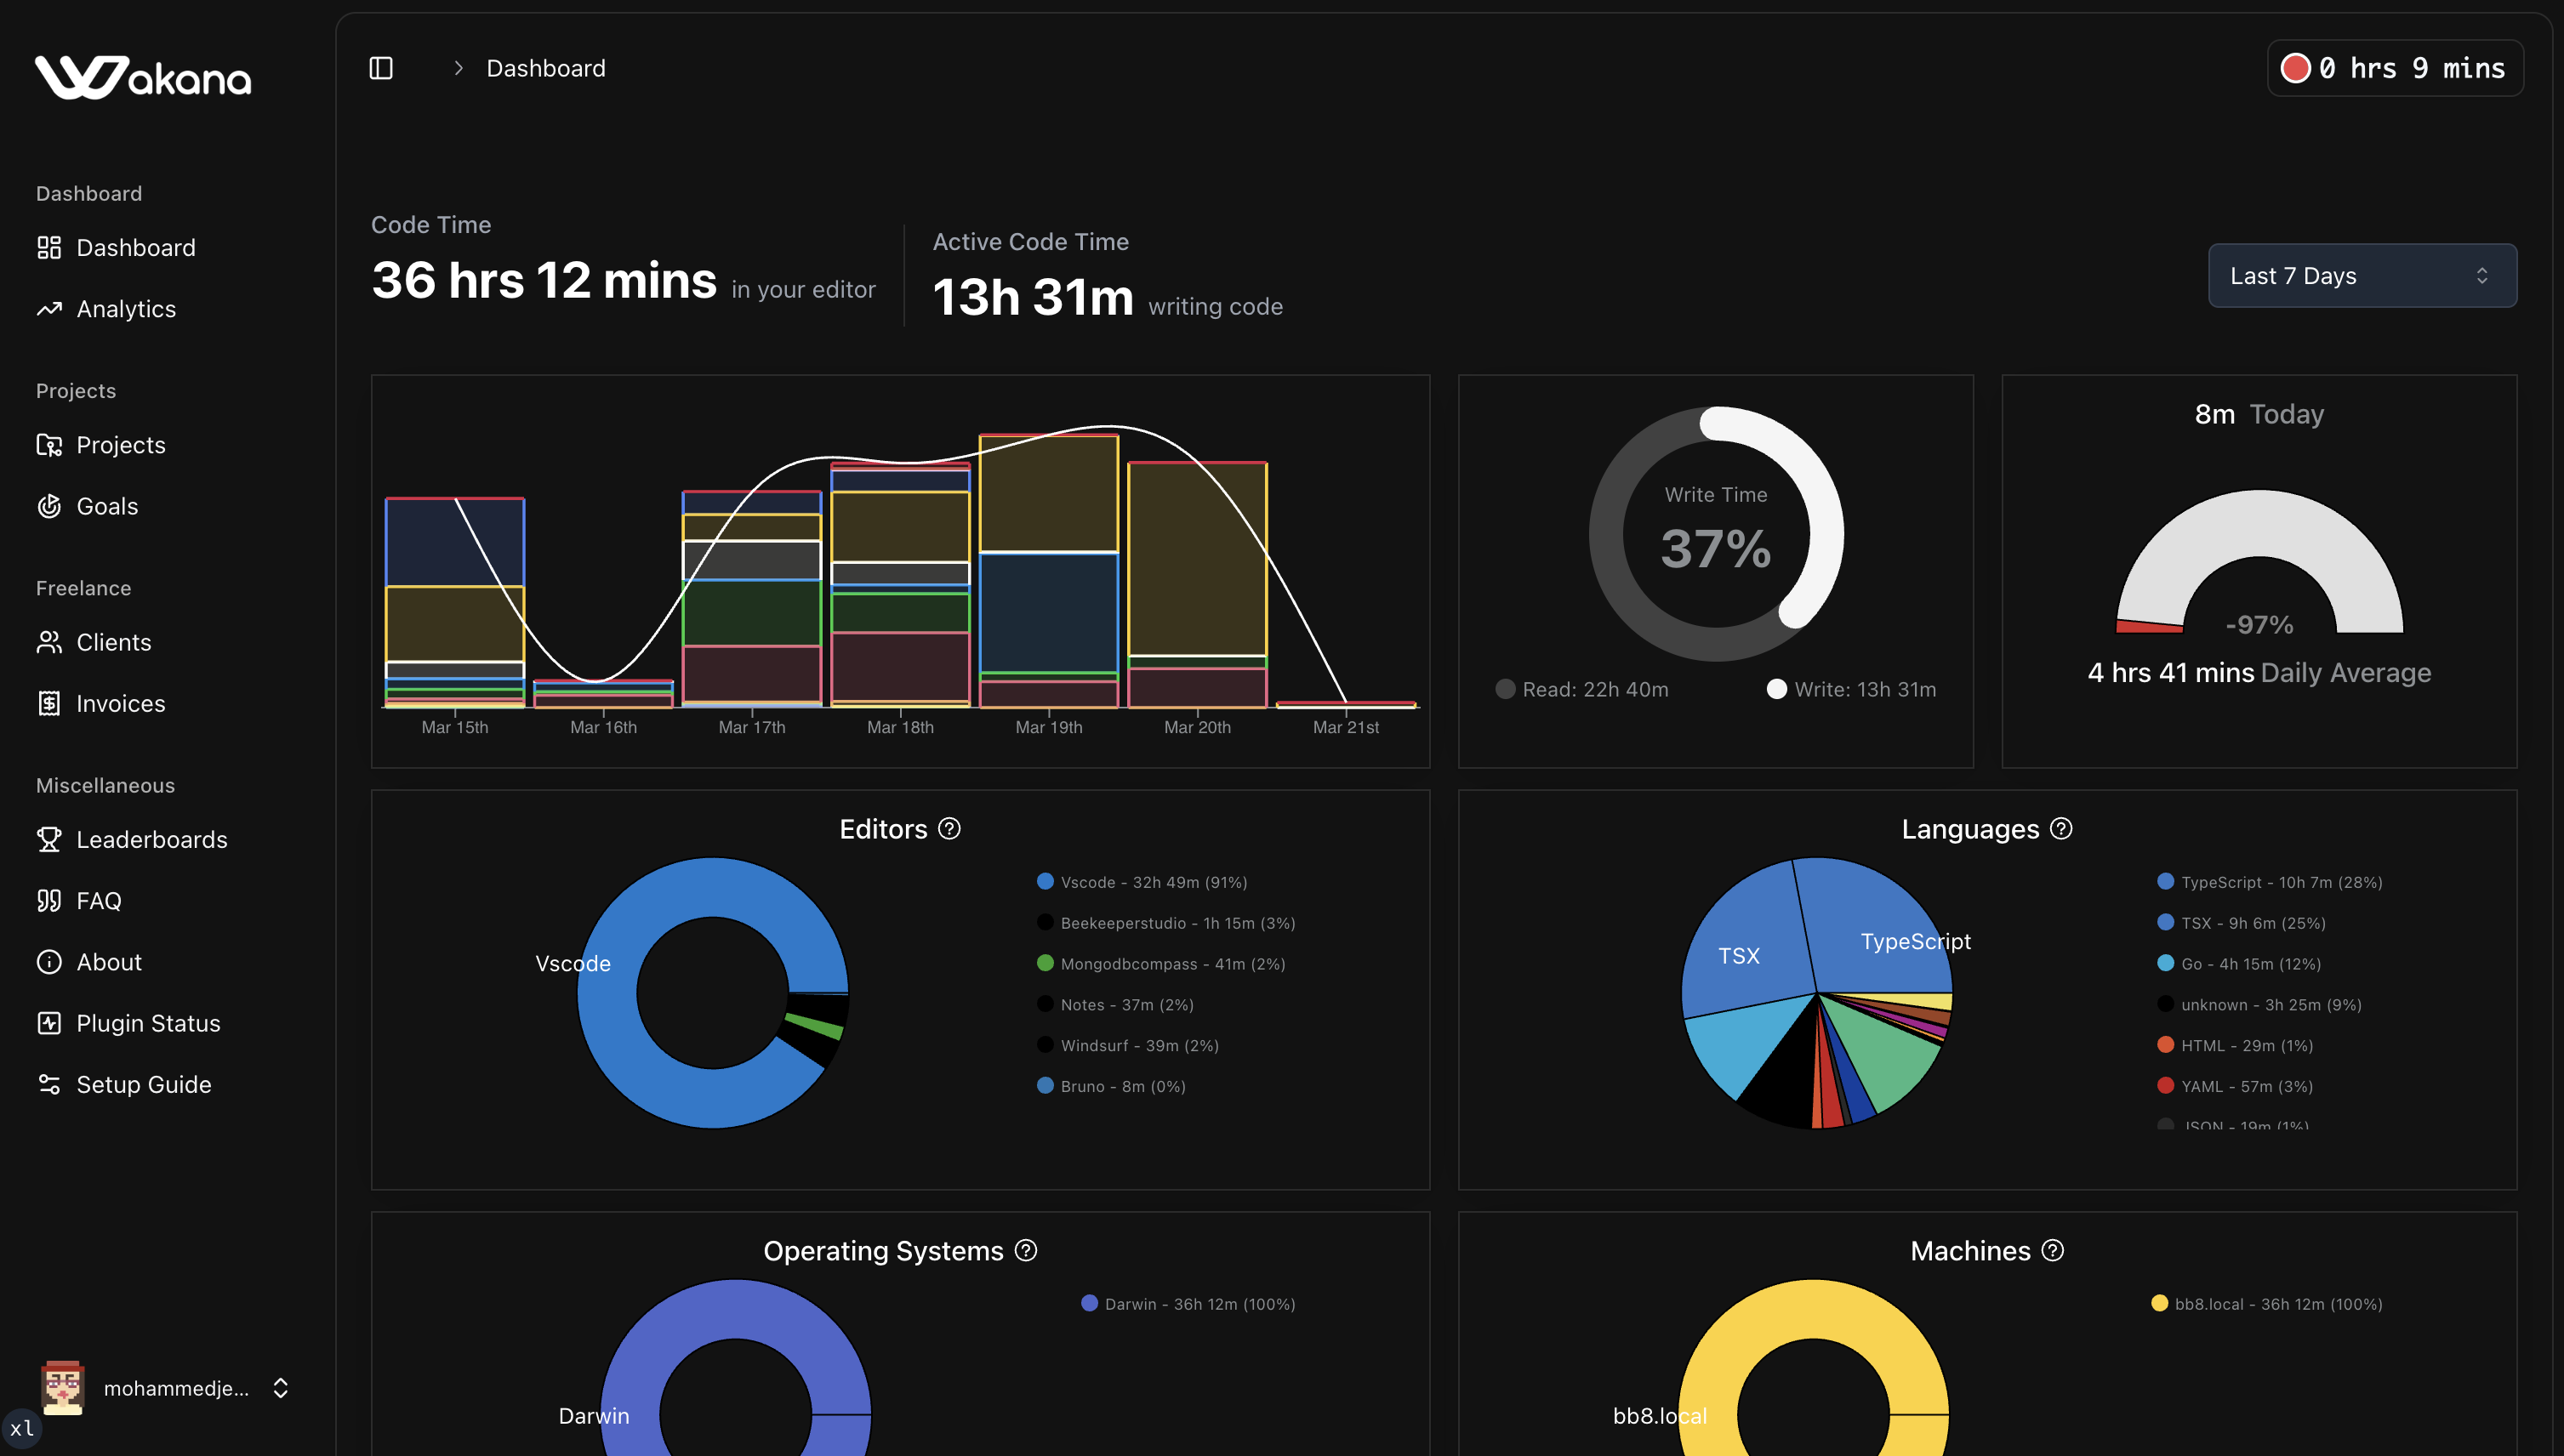 Wakana
Dashboard
Dashboard
Analytics
Projects
Projects
Goals
Freelance
Clients
Invoices
Miscellaneous
Leaderboards
FAQ
About
Plugin Status
Setup Guide
mohammedje...
xl
Dashboard
0 hrs 9 mins
Code Time
36 hrs 12 mins in your editor
Active Code Time
13h 31m writing code
Last 7 Days
Mar 15th
Mar 16th
Mar 17th
Mar 18th
Mar 19th
Mar 20th
Mar 21st
Write Time
37%
Read: 22h 40m
Write: 13h 31m
8m Today
-97%
4 hrs 41 mins Daily Average
Editors
Vscode
Vscode - 32h 49m (91%)
Beekeeperstudio - 1h 15m (3%)
Mongodbcompass - 41m (2%)
Notes - 37m (2%)
Windsurf - 39m (2%)
Bruno - 8m (0%)
Languages
TSX
TypeScript
TypeScript - 10h 7m (28%)
TSX - 9h 6m (25%)
Go - 4h 15m (12%)
unknown - 3h 25m (9%)
HTML - 29m (1%)
YAML - 57m (3%)
JSON - 19m (1%)
Operating Systems
Darwin
Darwin - 36h 12m (100%)
Machines
bb8.local
bb8.local - 36h 12m (100%)